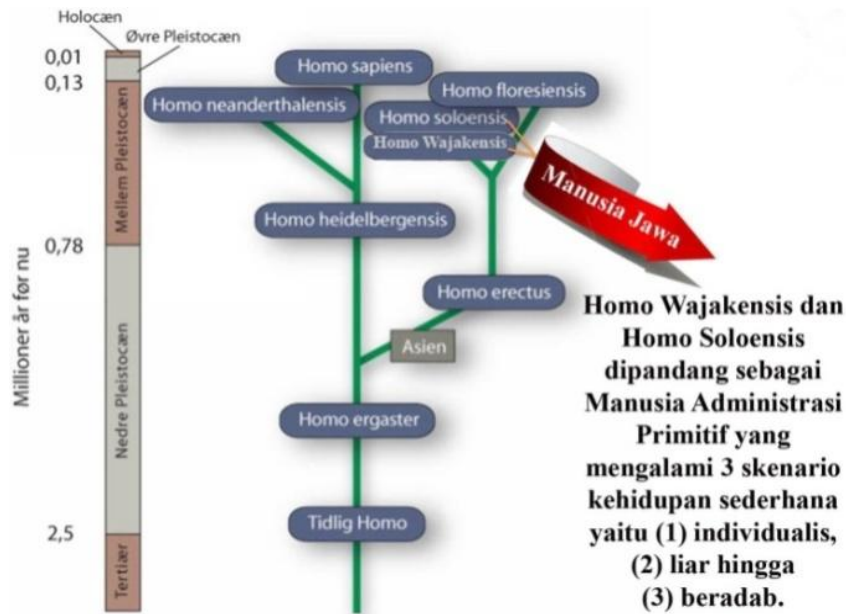 Holocæn
Øvre Pleistocæn
0,01
0,13
Mellem Pleistocæn
0,78
Nedre Pleistocæn
2,5
Tertiær
Millioner år før nu
Homo sapiens
Homo neanderthalensis
Homo floresiensis
Homo soloensis
Homo Wajakensis
Homo heidelbergensis
Homo erectus
Asien
Homo ergaster
Tidlig Homo
Manusia Jawa
Homo Wajakensis dan
Homo Soloensis
dipandang sebagai
Manusia Administrasi
Primitif yang
mengalami 3 skenario
kehidupan sederhana
yaitu (1) individualis,
(2) liar hingga
(3) beradab.